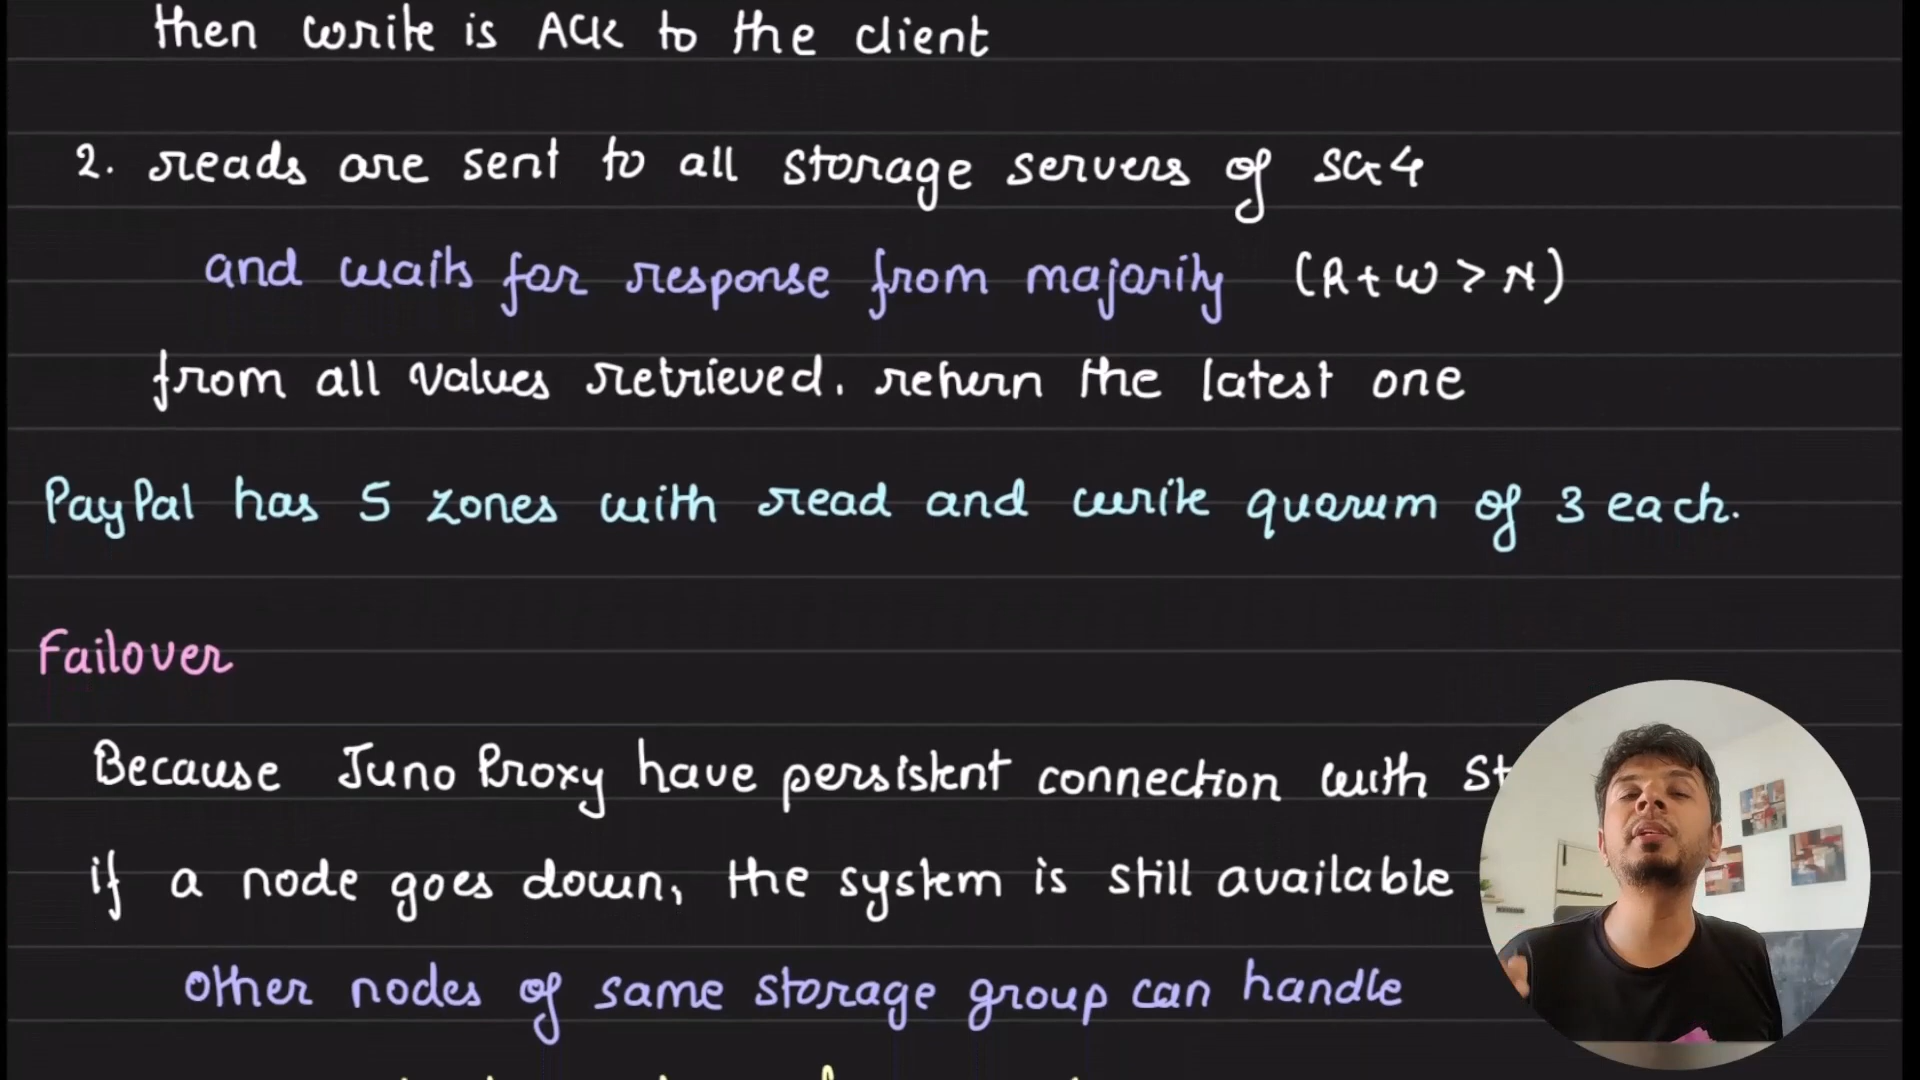 then write is ACK to the client
2. reads are sent to all storage servers of SG4
and waits for response from majority (R + W > N)
from all values retrieved. return the latest one
PayPal has 5 zones with read and write quorum of 3 each.
Failover
Because Juno Proxy have persistent connection with St
if a node goes down, the system is still available
other nodes of same storage group can handle